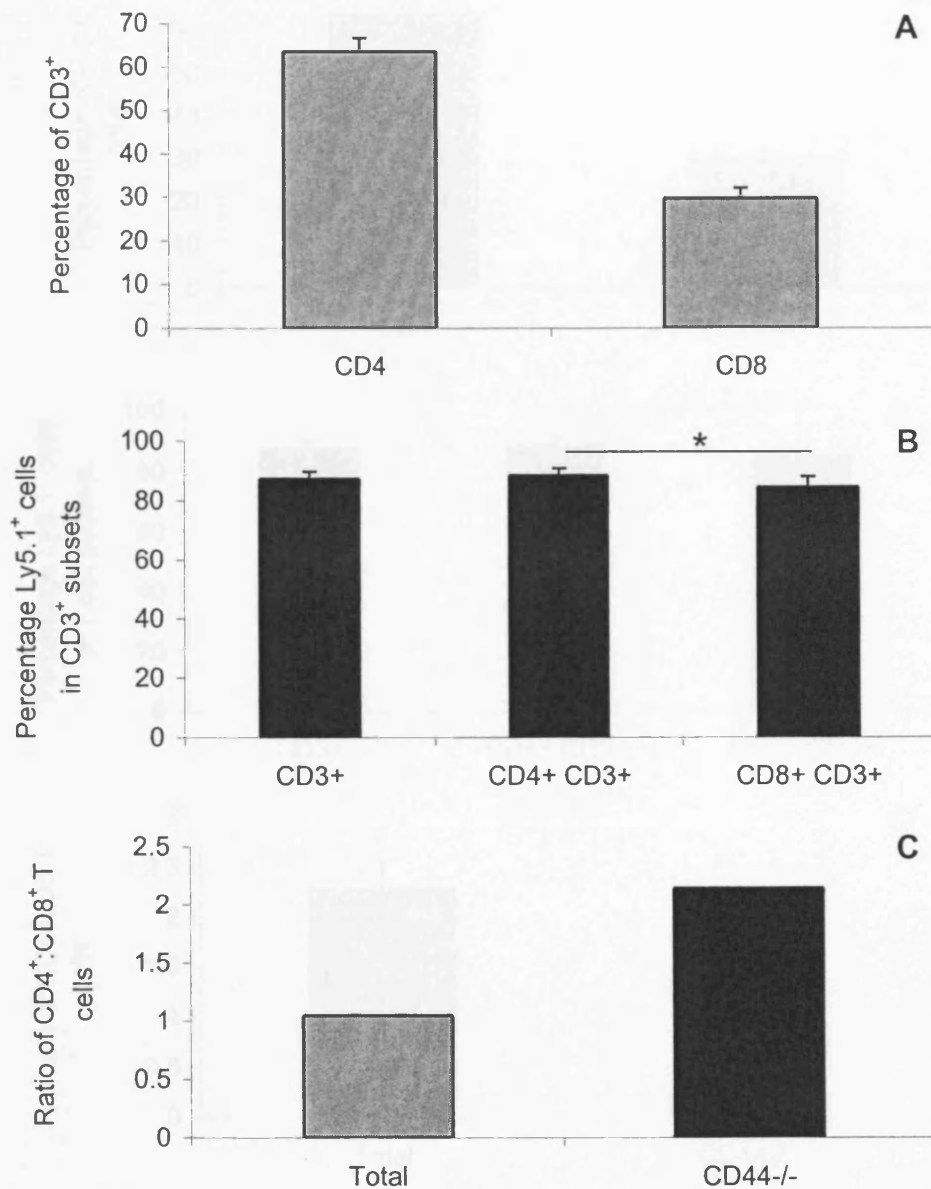 A
Percentage of CD3⁺
70
60
50
40
30
20
10
0
CD4 CD8
B
Percentage Ly5.1⁺ cells
in CD3⁺ subsets
100
80
60
40
20
0
*
CD3+ CD4+ CD3+ CD8+ CD3+
C
Ratio of CD4⁺:CD8⁺ T
cells
2.5
2
1.5
1
0.5
0
Total CD44-/-